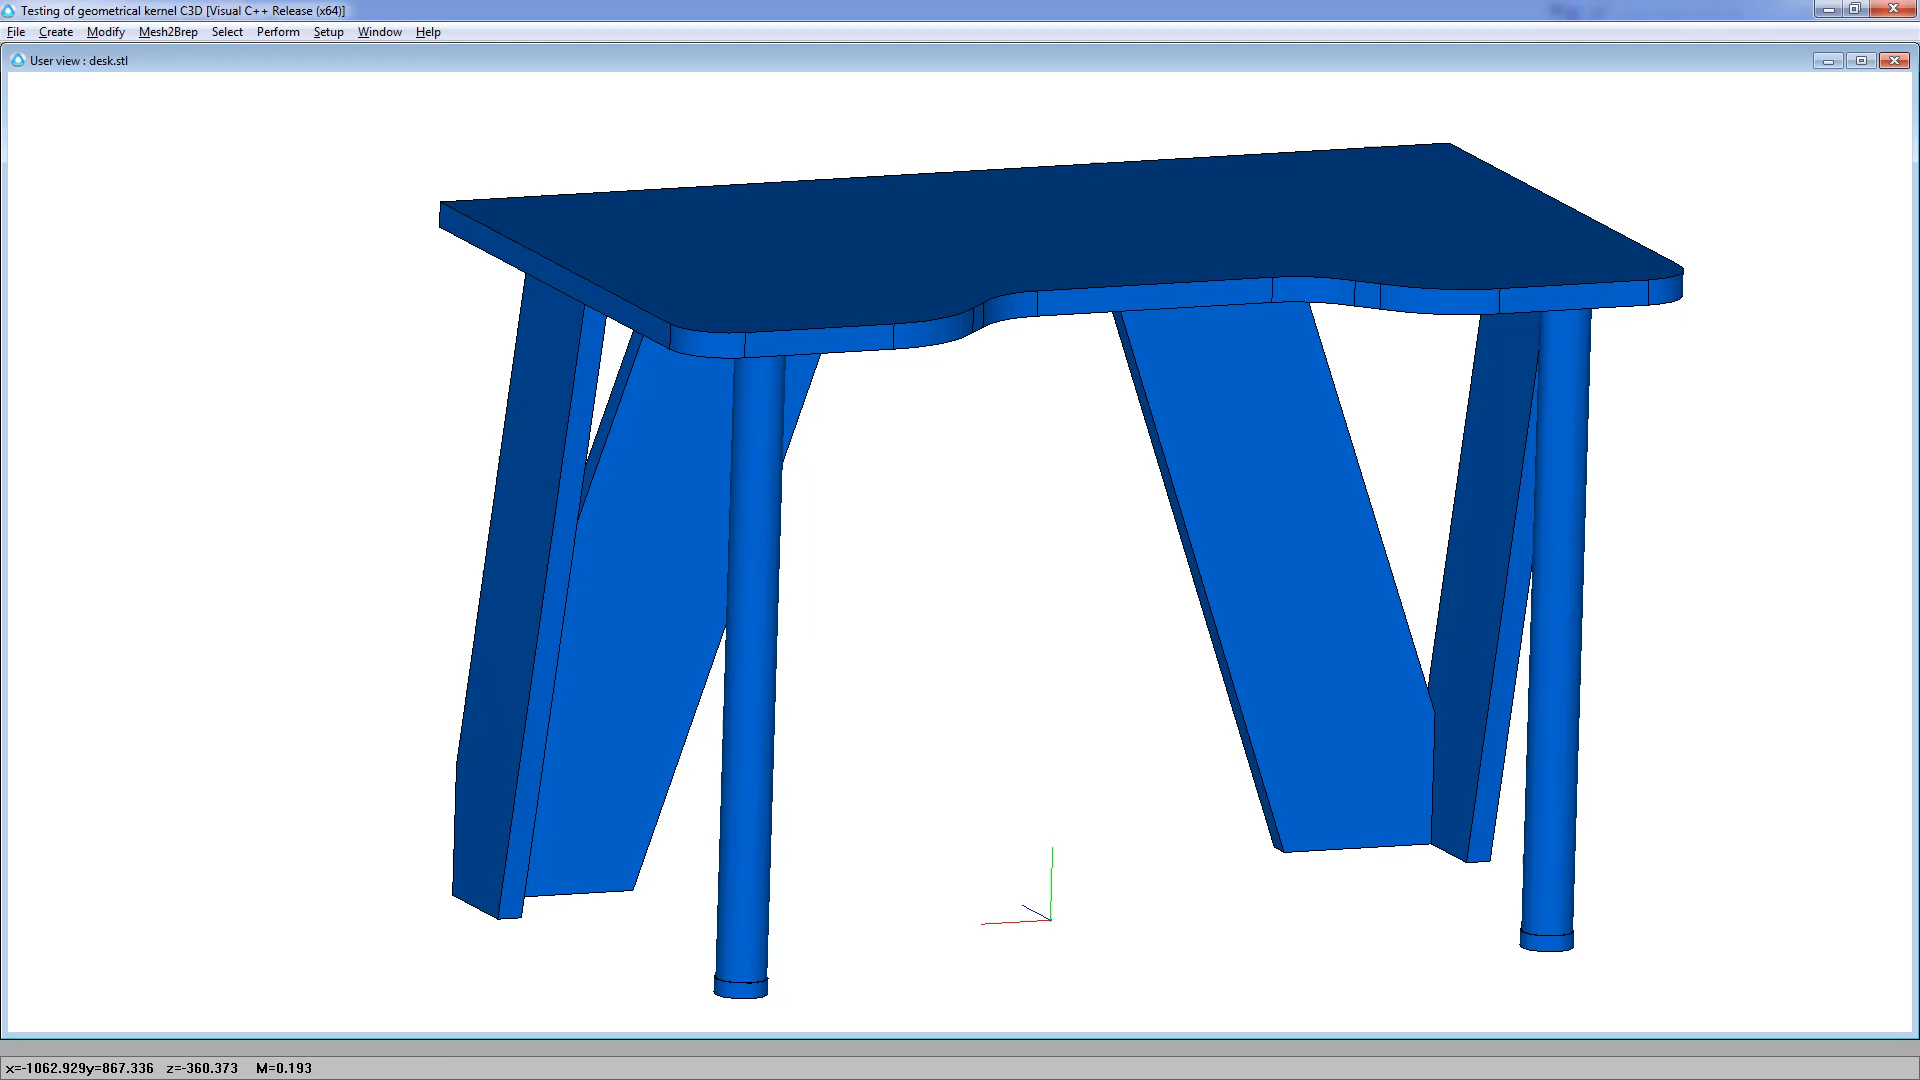 Testing of geometrical kernel C3D [Visual C++ Release (x64)]
File Create Modify Mesh2Brep Select Perform Setup Window Help
User view : desk.stl
x=-1062.929y=867.336 z=-360.373 M=0.193